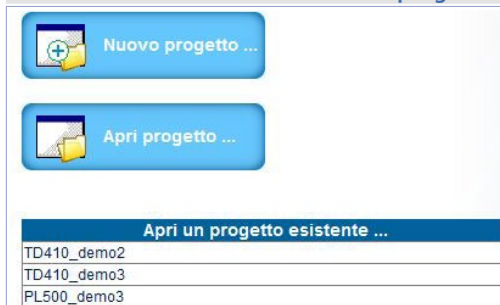 Nuovo progetto ...
Apri progetto ...
Apri un progetto esistente ...
TD410_demo2
TD410_demo3
PL500_demo3